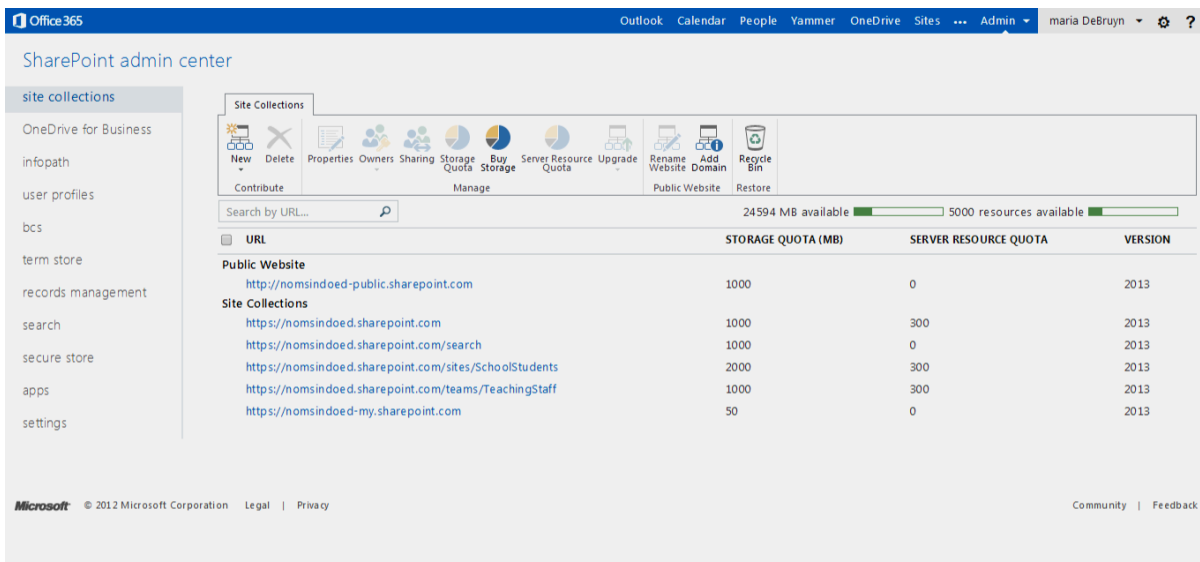 Office 365 Outlook Calendar People Yammer OneDrive Sites ••• Admin maria DeBruyn ?
SharePoint admin center
site collections
OneDrive for Business
infopath
user profiles
bcs
term store
records management
search
secure store
apps
settings
Site Collections
New Delete Properties Owners Sharing Storage Quota Buy Storage Server Resource Quota Upgrade Rename Website Add Domain Recycle Bin
Contribute Manage Public Website Restore
Search by URL... 24594 MB available 5000 resources available
URL STORAGE QUOTA (MB) SERVER RESOURCE QUOTA VERSION
Public Website
http://nomsindoed-public.sharepoint.com 1000 0 2013
Site Collections
https://nomsindoed.sharepoint.com 1000 300 2013
https://nomsindoed.sharepoint.com/search 1000 0 2013
https://nomsindoed.sharepoint.com/sites/SchoolStudents 2000 300 2013
https://nomsindoed.sharepoint.com/teams/TeachingStaff 1000 300 2013
https://nomsindoed-my.sharepoint.com 50 0 2013
Microsoft © 2012 Microsoft Corporation Legal | Privacy Community | Feedback